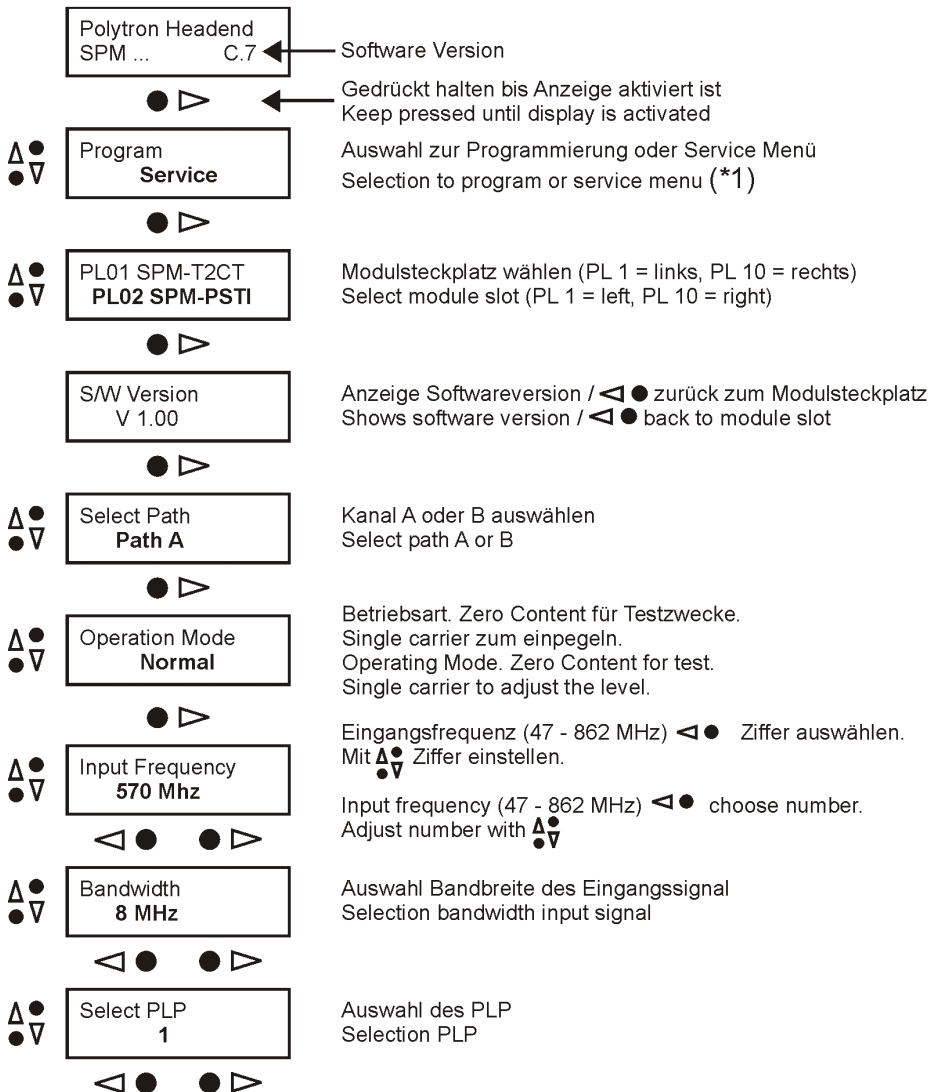 Polytron Headend
SPM ... C.7
Software Version
Gedrückt halten bis Anzeige aktiviert ist
Keep pressed until display is activated
Program
Service
Auswahl zur Programmierung oder Service Menü
Selection to program or service menu (*1)
PL01 SPM-T2CT
PL02 SPM-PSTI
Modulsteckplatz wählen (PL 1 = links, PL 10 = rechts)
Select module slot (PL 1 = left, PL 10 = right)
S/W Version
V 1.00
Anzeige Softwareversion / ◁ ● zurück zum Modulsteckplatz
Shows software version / ◁ ● back to module slot
Select Path
Path A
Kanal A oder B auswählen
Select path A or B
Operation Mode
Normal
Betriebsart. Zero Content für Testzwecke.
Single carrier zum einpegeln.
Operating Mode. Zero Content for test.
Single carrier to adjust the level.
Input Frequency
570 Mhz
Eingangsfrequenz (47 - 862 MHz) ◁ ● Ziffer auswählen.
Mit Ziffer einstellen.
Input frequency (47 - 862 MHz) ◁ ● choose number.
Adjust number with
Bandwidth
8 MHz
Auswahl Bandbreite des Eingangssignal
Selection bandwidth input signal
Select PLP
1
Auswahl des PLP
Selection PLP